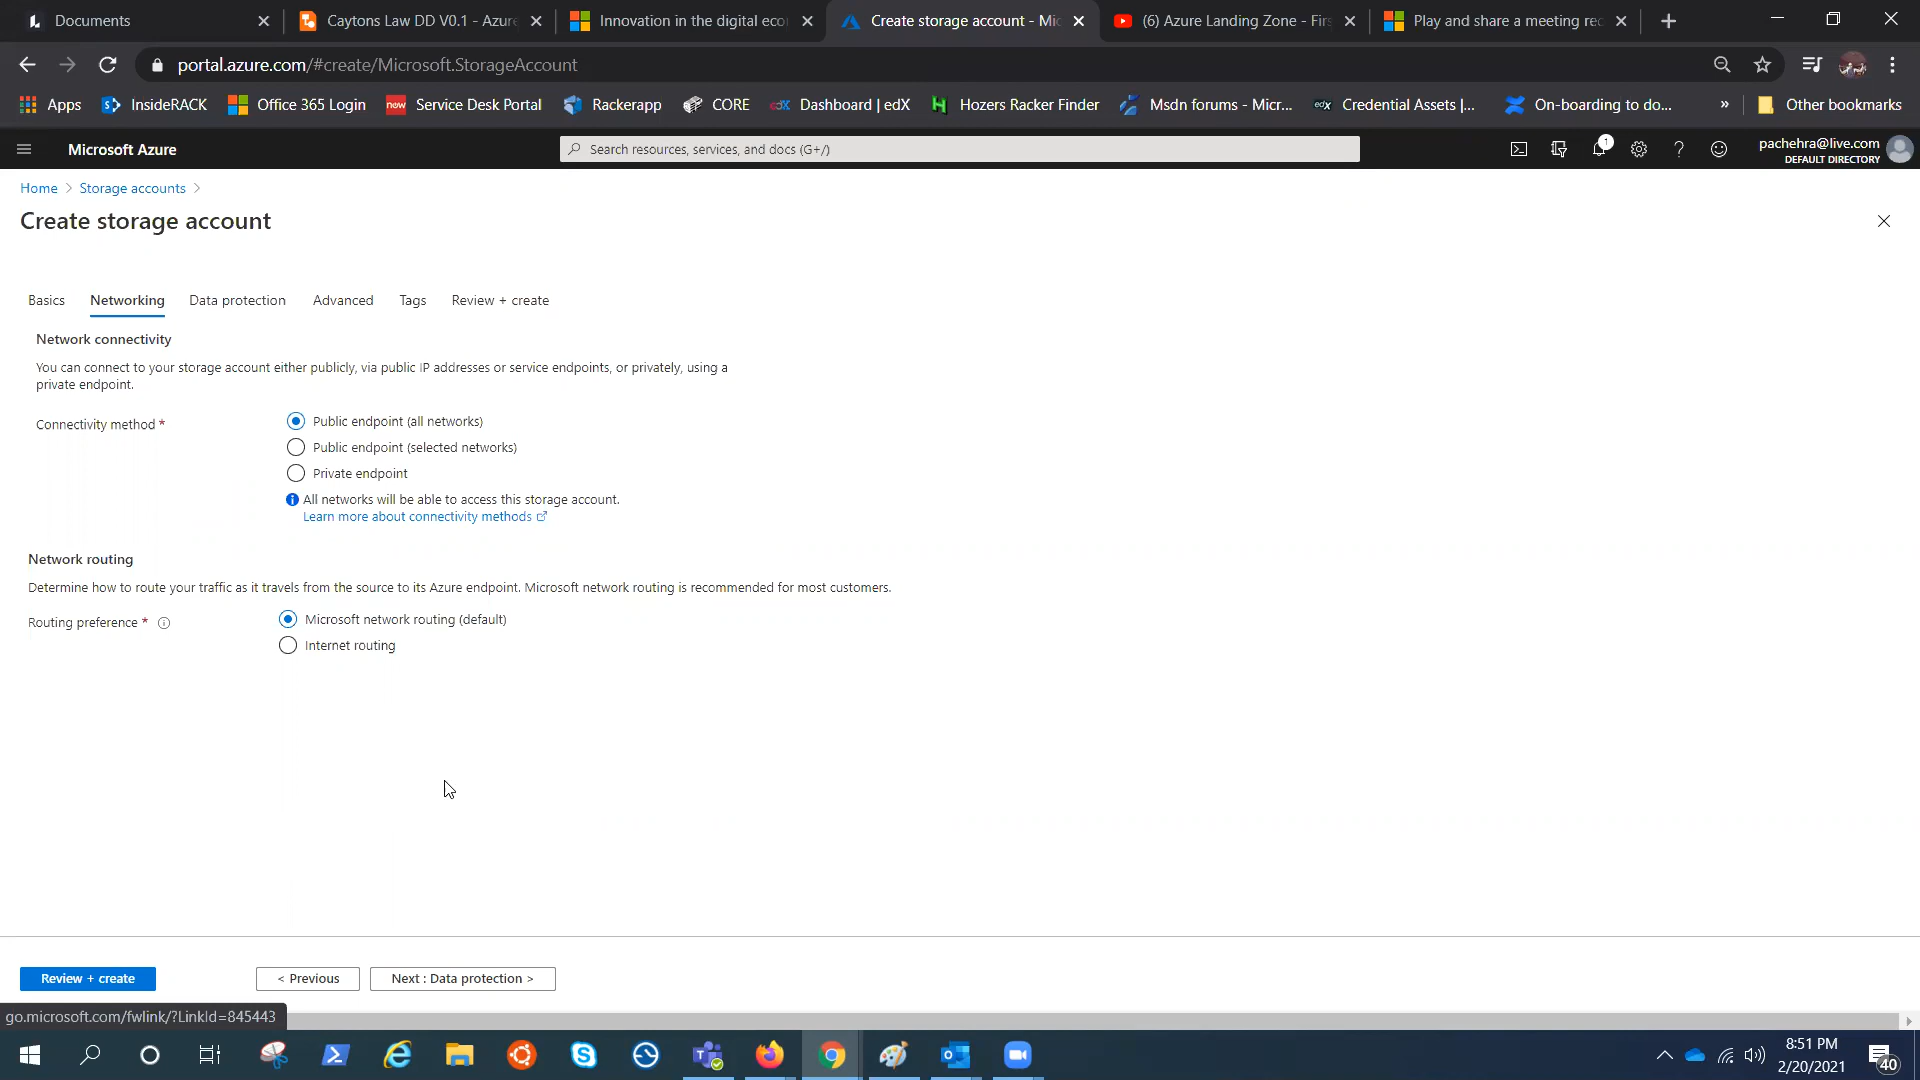 Documents
Caytons Law DD V0.1 - Azure
Innovation in the digital eco
Create storage account - Mic
(6) Azure Landing Zone - Firs
Play and share a meeting rec
portal.azure.com/#create/Microsoft.StorageAccount
Apps
InsideRACK
Office 365 Login
now
Service Desk Portal
Rackerapp
CORE
Dashboard | edX
Hozers Racker Finder
Msdn forums - Micr...
edx
Credential Assets |...
On-boarding to do...
»
Other bookmarks
Microsoft Azure
Search resources, services, and docs (G+/)
1
pachehra@live.com
DEFAULT DIRECTORY
Home > Storage accounts >
Create storage account
Basics
Networking
Data protection
Advanced
Tags
Review + create
Network connectivity
You can connect to your storage account either publicly, via public IP addresses or service endpoints, or privately, using a
private endpoint.
Connectivity method *
Public endpoint (all networks)
Public endpoint (selected networks)
Private endpoint
All networks will be able to access this storage account.
Learn more about connectivity methods
Network routing
Determine how to route your traffic as it travels from the source to its Azure endpoint. Microsoft network routing is recommended for most customers.
Routing preference *
Microsoft network routing (default)
Internet routing
Review + create
< Previous
Next : Data protection >
go.microsoft.com/fwlink/?LinkId=845443
8:51 PM
2/20/2021
40